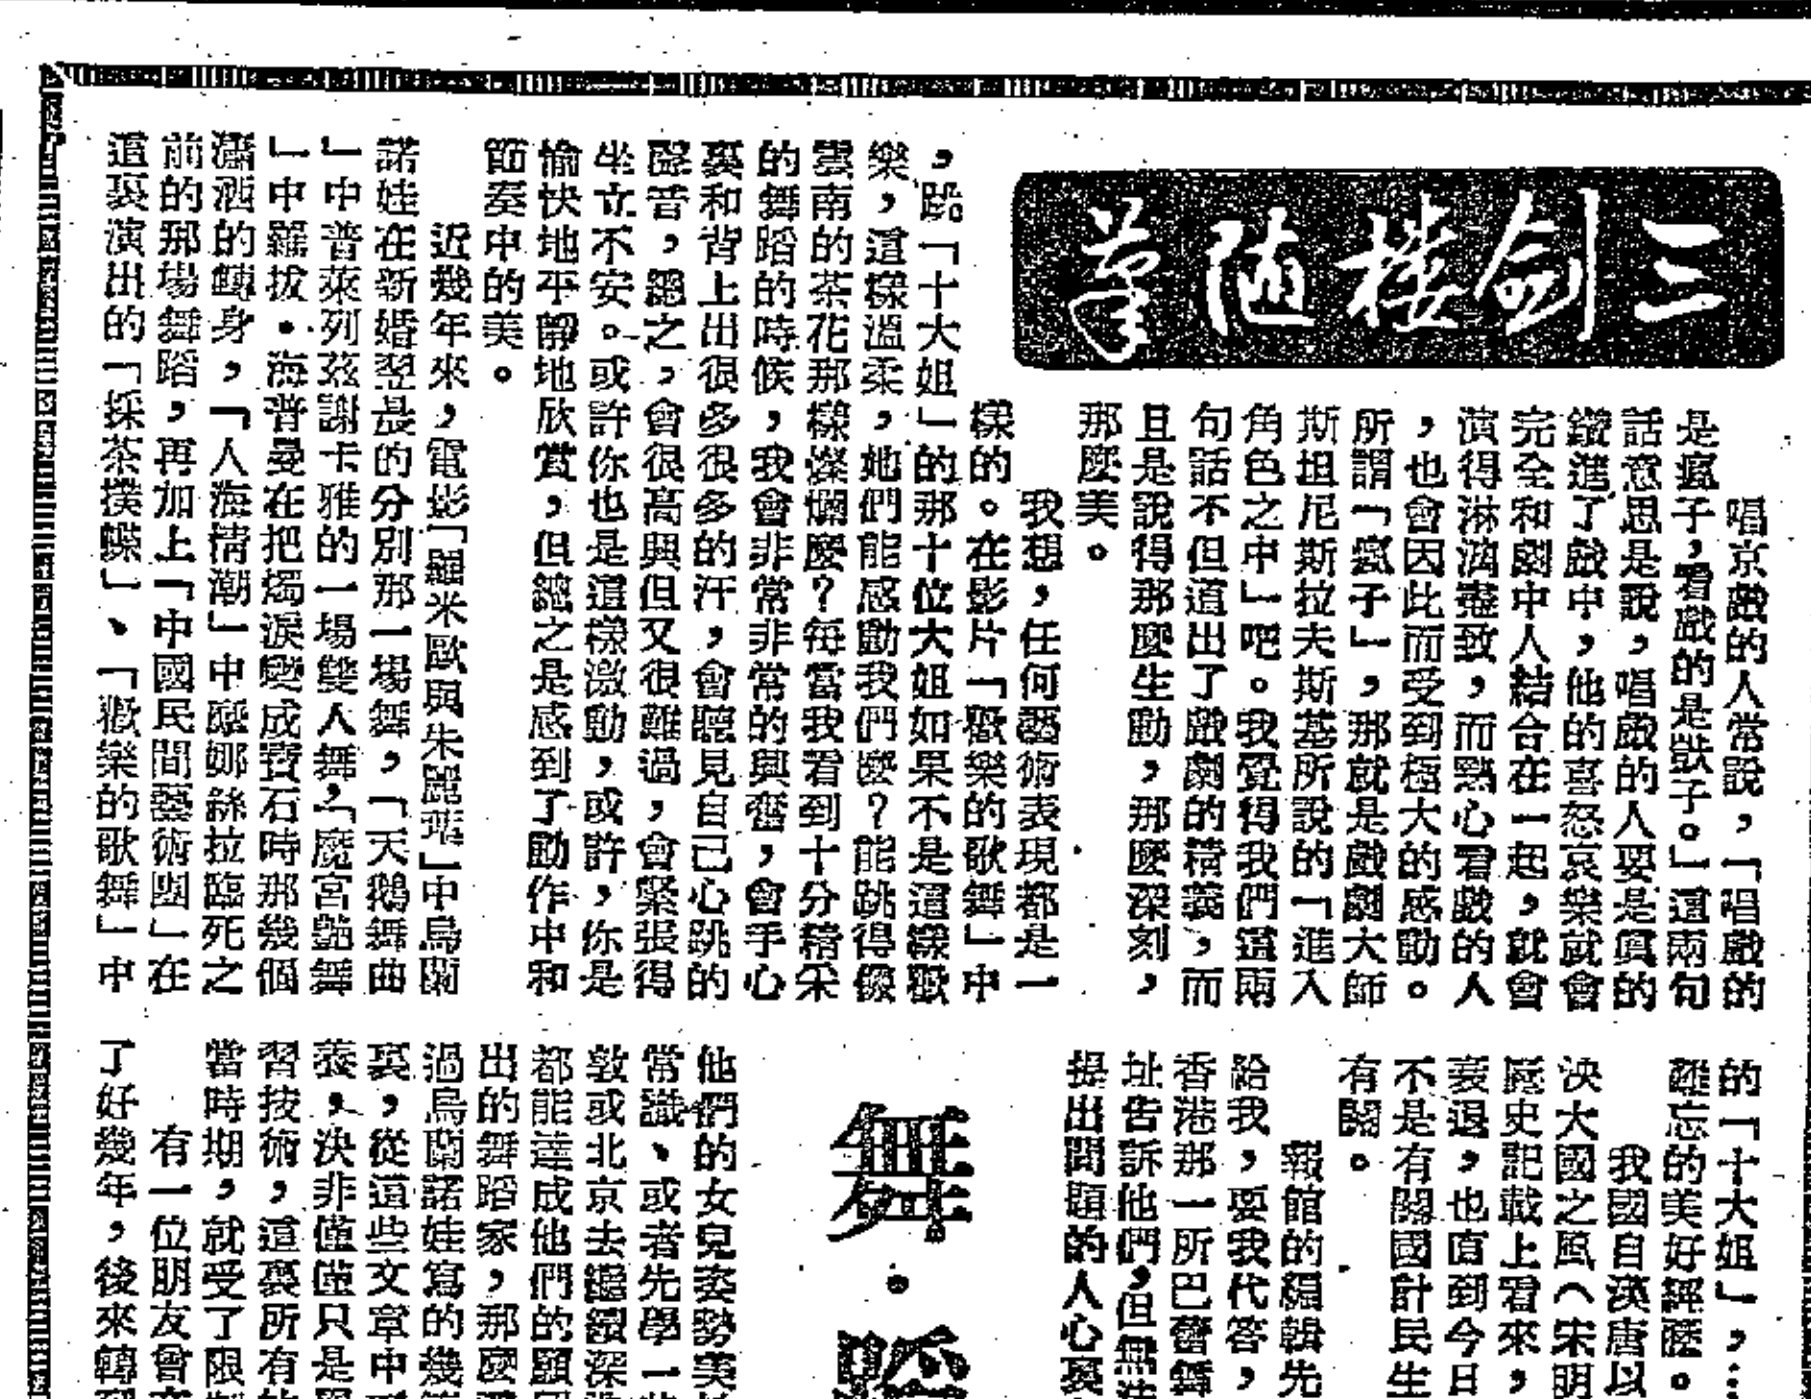 三劍樓隨筆
唱京戲的人常說，「唱戲的
是瘋子，看戲的是獃子。」這兩句
話意思是說，唱戲的人要是眞的
鑽進了戲中，他的喜怒哀樂就會
完全和劇中人結合在一起，就會
演得淋漓盡致，而點心看戲的人
，也會因此而受到極大的感動。
所謂「瘋子」，那就是戲劇大師
斯坦尼斯拉夫斯基所說的「進入
角色之中」吧。我覺得我們這兩
句話不但道出了戲劇的精義，而
且是說得那麼生動，那麼深刻，
那麼美。
我想，任何藝術表現都是一
樣的。在影片「歡樂的歌舞」中
，跳「十大姐」的那十位大姐如果不是這樣歡
樂，這樣溫柔，她們能感動我們麼？能跳得像
雲南的茶花那樣燦爛麼？每當我看到十分精采
的舞蹈的時候，我會非常非常的興奮，會手心
裏和背上出很多很多的汗，會聽見自己心跳的
聲音，總之，會很高興但又很難過，會緊張得
坐立不安。或許你也是這樣激動，或許，你是
愉快地平靜地欣賞，但總之是感到了動作中和
節奏中的美。
近幾年來，電影「羅米歐與朱麗葉」中烏蘭
諾娃在新婚翌晨的分別那一場舞，「天鵝舞曲
」中普萊列茲謝卡雅的一場雙人舞，「魔宮艶舞
」中羅拔·海普曼在把燭淚變成寶石時那幾個
瀟洒的轉身，「人海情潮」中慶娜絲拉臨死之
前的那場舞蹈，再加上「中國民間藝術團」在
這裏演出的「採茶撲蝶」、「歡樂的歌舞」中
的「十大姐」，…
難忘的美好經歷。
我國自漢唐以
泱大國之風（宋明
歷史記載上看來，
衰退，也直到今日
不是有關國計民生
有關。
報館的編輯先
給我，要我代答，
香港那一所巴蕾舞
址告訴他們，但無法
提出問題的人心裏
舞·蹈
他們的女兒姿勢美
常識、或者先學一些
敦或北京去繼續深
都能達成他們的願
出的舞蹈家，那麼
過烏蘭諾娃寫的幾
裏，從這些文章中
養，決非僅僅只是
習技術，這裏所有的
當時期，就受了限制
有一位朋友會
了好幾年，後來轉到